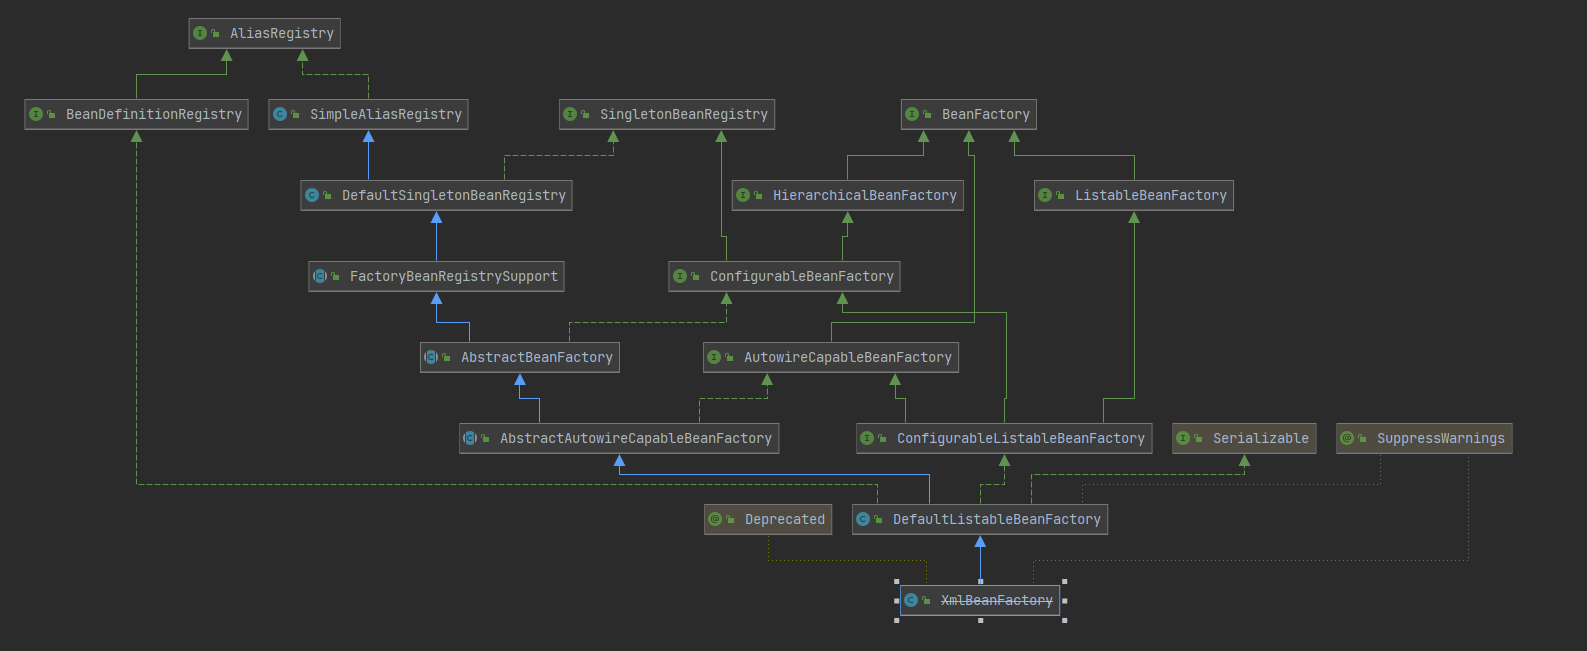 AliasRegistry
BeanDefinitionRegistry
SimpleAliasRegistry
SingletonBeanRegistry
BeanFactory
DefaultSingletonBeanRegistry
HierarchicalBeanFactory
ListableBeanFactory
FactoryBeanRegistrySupport
ConfigurableBeanFactory
AbstractBeanFactory
AutowireCapableBeanFactory
AbstractAutowireCapableBeanFactory
ConfigurableListableBeanFactory
Serializable
SuppressWarnings
Deprecated
DefaultListableBeanFactory
XmlBeanFactory